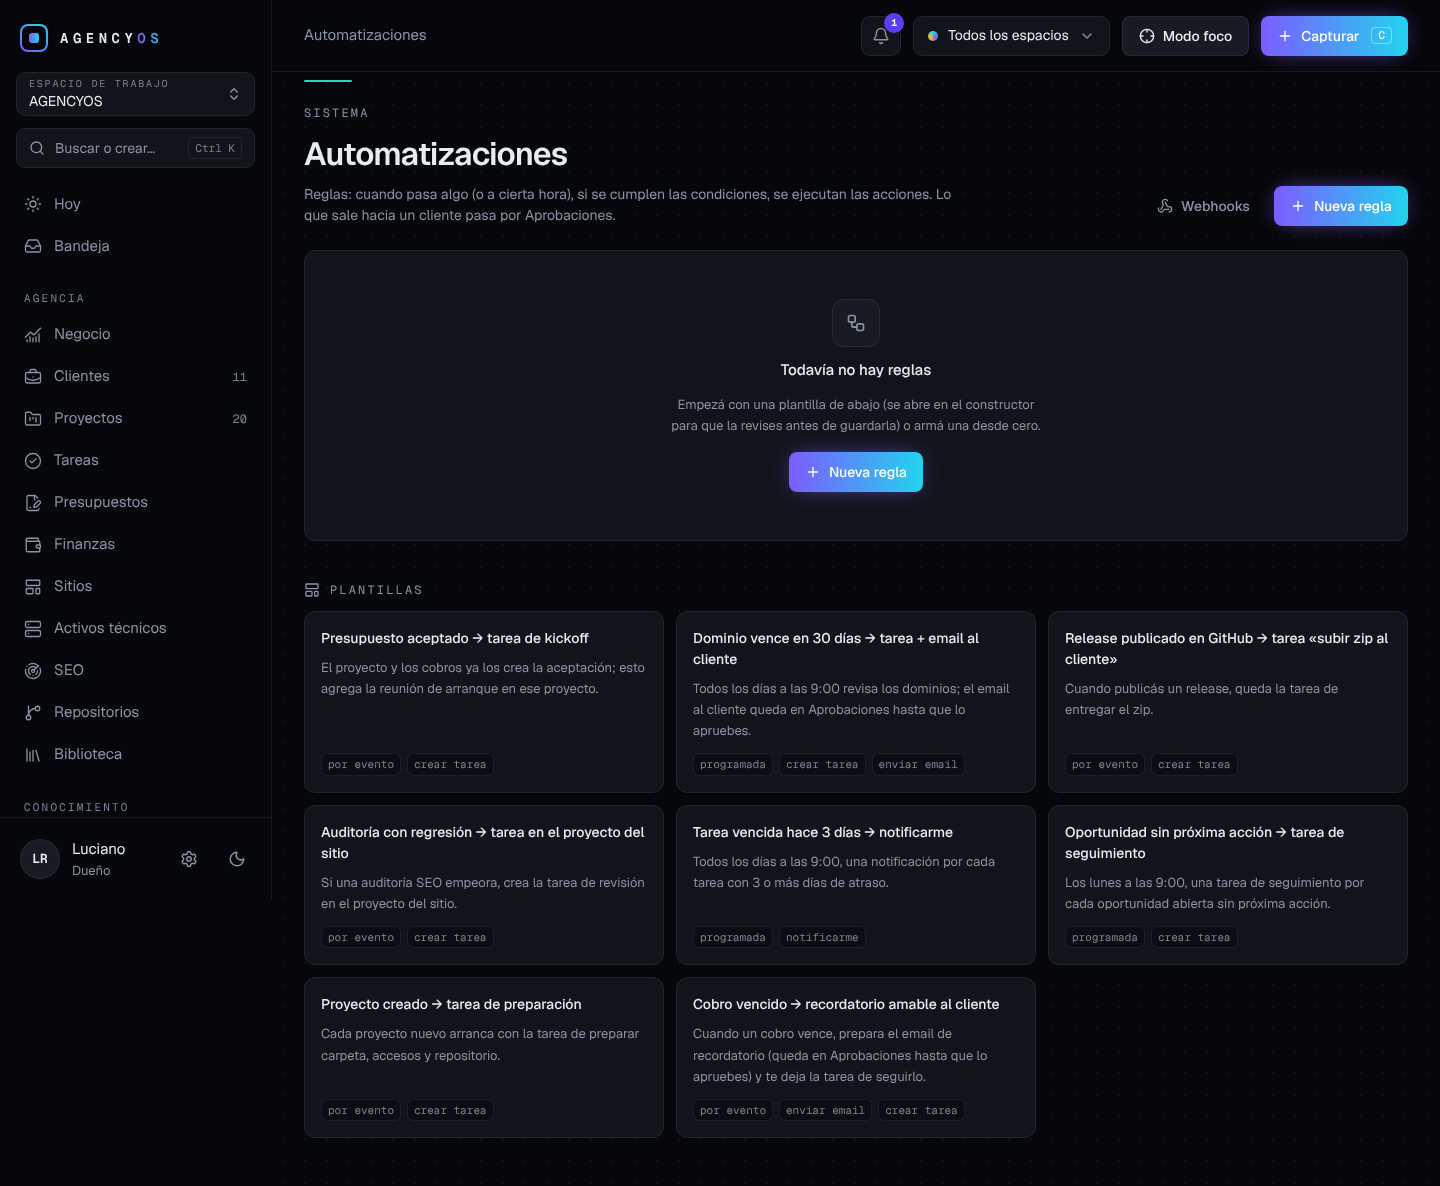 AGENCYOS
ESPACIO DE TRABAJO
AGENCYOS
Buscar o crear...
Ctrl K
Hoy
Bandeja
AGENCIA
Negocio
Clientes 11
Proyectos 20
Tareas
Presupuestos
Finanzas
Sitios
Activos técnicos
SEO
Repositorios
Biblioteca
CONOCIMIENTO
LR
Luciano
Dueño
Automatizaciones
1
Todos los espacios
Modo foco
Capturar C
SISTEMA
Automatizaciones
Reglas: cuando pasa algo (o a cierta hora), si se cumplen las condiciones, se ejecutan las acciones. Lo
que sale hacia un cliente pasa por Aprobaciones.
Webhooks
Nueva regla
Todavía no hay reglas
Empezá con una plantilla de abajo (se abre en el constructor
para que la revises antes de guardarla) o armá una desde cero.
Nueva regla
PLANTILLAS
Presupuesto aceptado → tarea de kickoff
El proyecto y los cobros ya los crea la aceptación; esto
agrega la reunión de arranque en ese proyecto.
por evento crear tarea
Dominio vence en 30 días → tarea + email al
cliente
Todos los días a las 9:00 revisa los dominios; el email
al cliente queda en Aprobaciones hasta que lo
apruebes.
programada crear tarea enviar email
Release publicado en GitHub → tarea «subir zip al
cliente»
Cuando publicás un release, queda la tarea de
entregar el zip.
por evento crear tarea
Auditoría con regresión → tarea en el proyecto del
sitio
Si una auditoría SEO empeora, crea la tarea de revisión
en el proyecto del sitio.
por evento crear tarea
Tarea vencida hace 3 días → notificarme
Todos los días a las 9:00, una notificación por cada
tarea con 3 o más días de atraso.
programada notificarme
Oportunidad sin próxima acción → tarea de
seguimiento
Los lunes a las 9:00, una tarea de seguimiento por
cada oportunidad abierta sin próxima acción.
programada crear tarea
Proyecto creado → tarea de preparación
Cada proyecto nuevo arranca con la tarea de preparar
carpeta, accesos y repositorio.
por evento crear tarea
Cobro vencido → recordatorio amable al cliente
Cuando un cobro vence, prepara el email de
recordatorio (queda en Aprobaciones hasta que lo
apruebes) y te deja la tarea de seguirlo.
por evento enviar email crear tarea